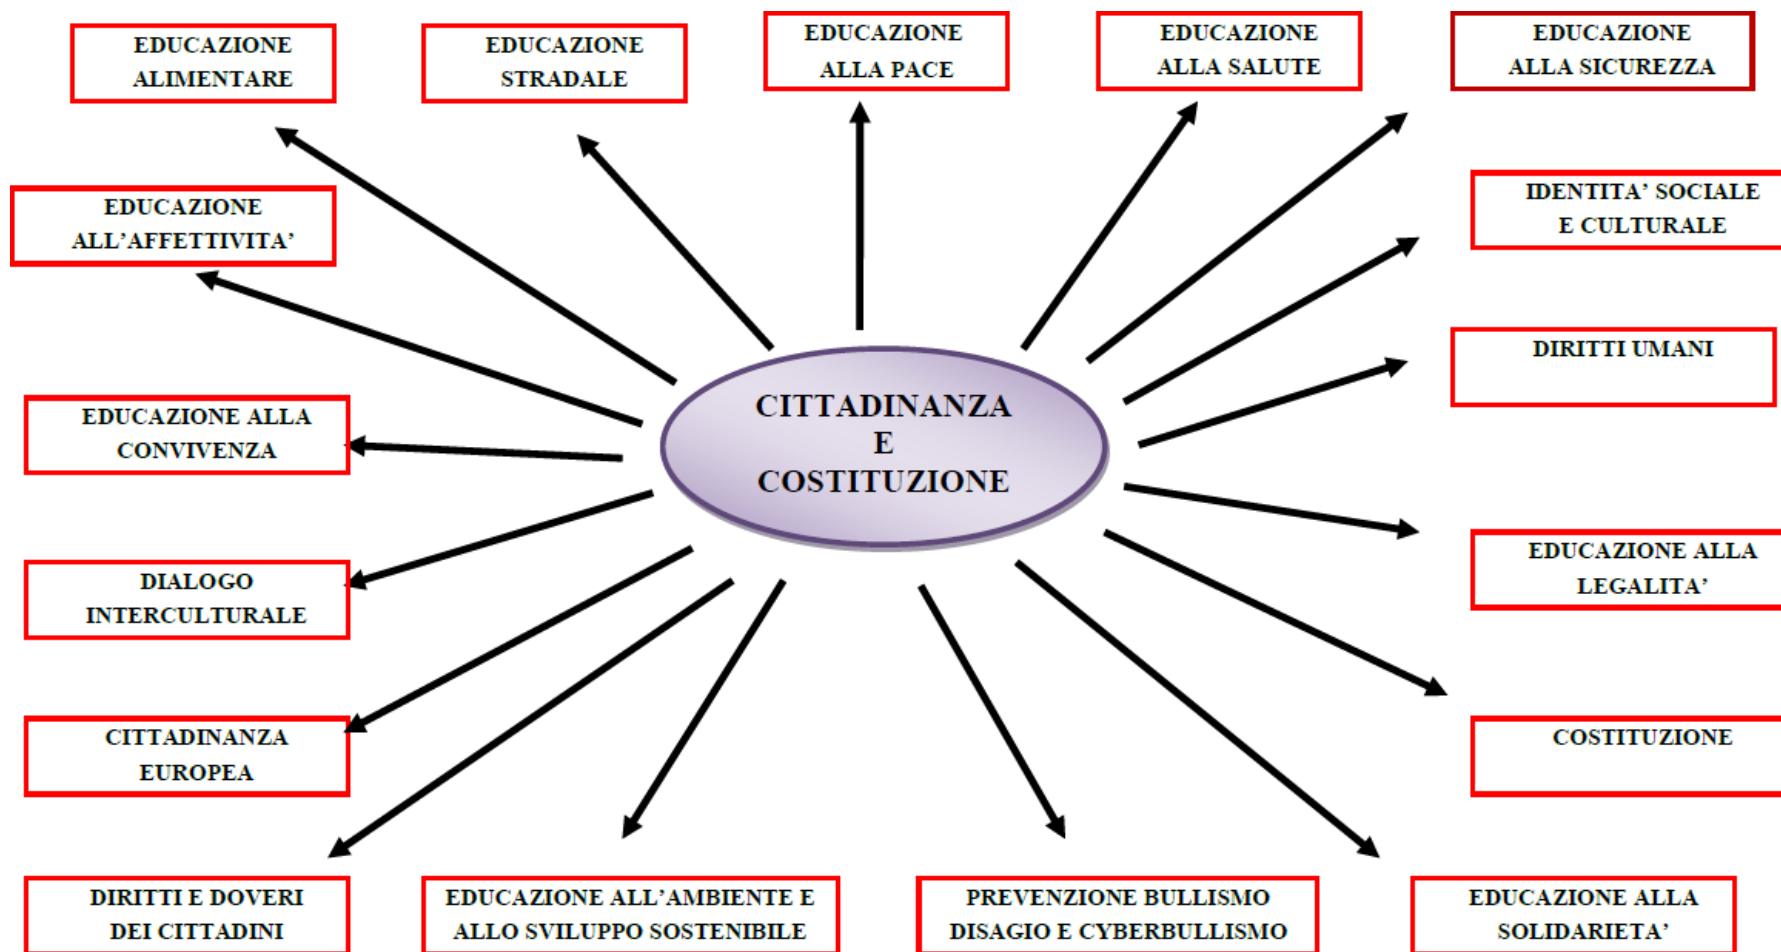 EDUCAZIONE
ALIMENTARE
EDUCAZIONE
STRADALE
EDUCAZIONE
ALLA PACE
EDUCAZIONE
ALLA SALUTE
EDUCAZIONE
ALLA SICUREZZA
EDUCAZIONE
ALL’AFFETTIVITA’
IDENTITA’ SOCIALE
E CULTURALE
DIRITTI UMANI
CITTADINANZA
E
COSTITUZIONE
EDUCAZIONE ALLA
CONVIVENZA
DIALOGO
INTERCULTURALE
EDUCAZIONE ALLA
LEGALITA’
CITTADINANZA
EUROPEA
COSTITUZIONE
DIRITTI E DOVERI
DEI CITTADINI
EDUCAZIONE ALL’AMBIENTE E
ALLO SVILUPPO SOSTENIBILE
PREVENZIONE BULLISMO
DISAGIO E CYBERBULLISMO
EDUCAZIONE ALLA
SOLIDARIETA’